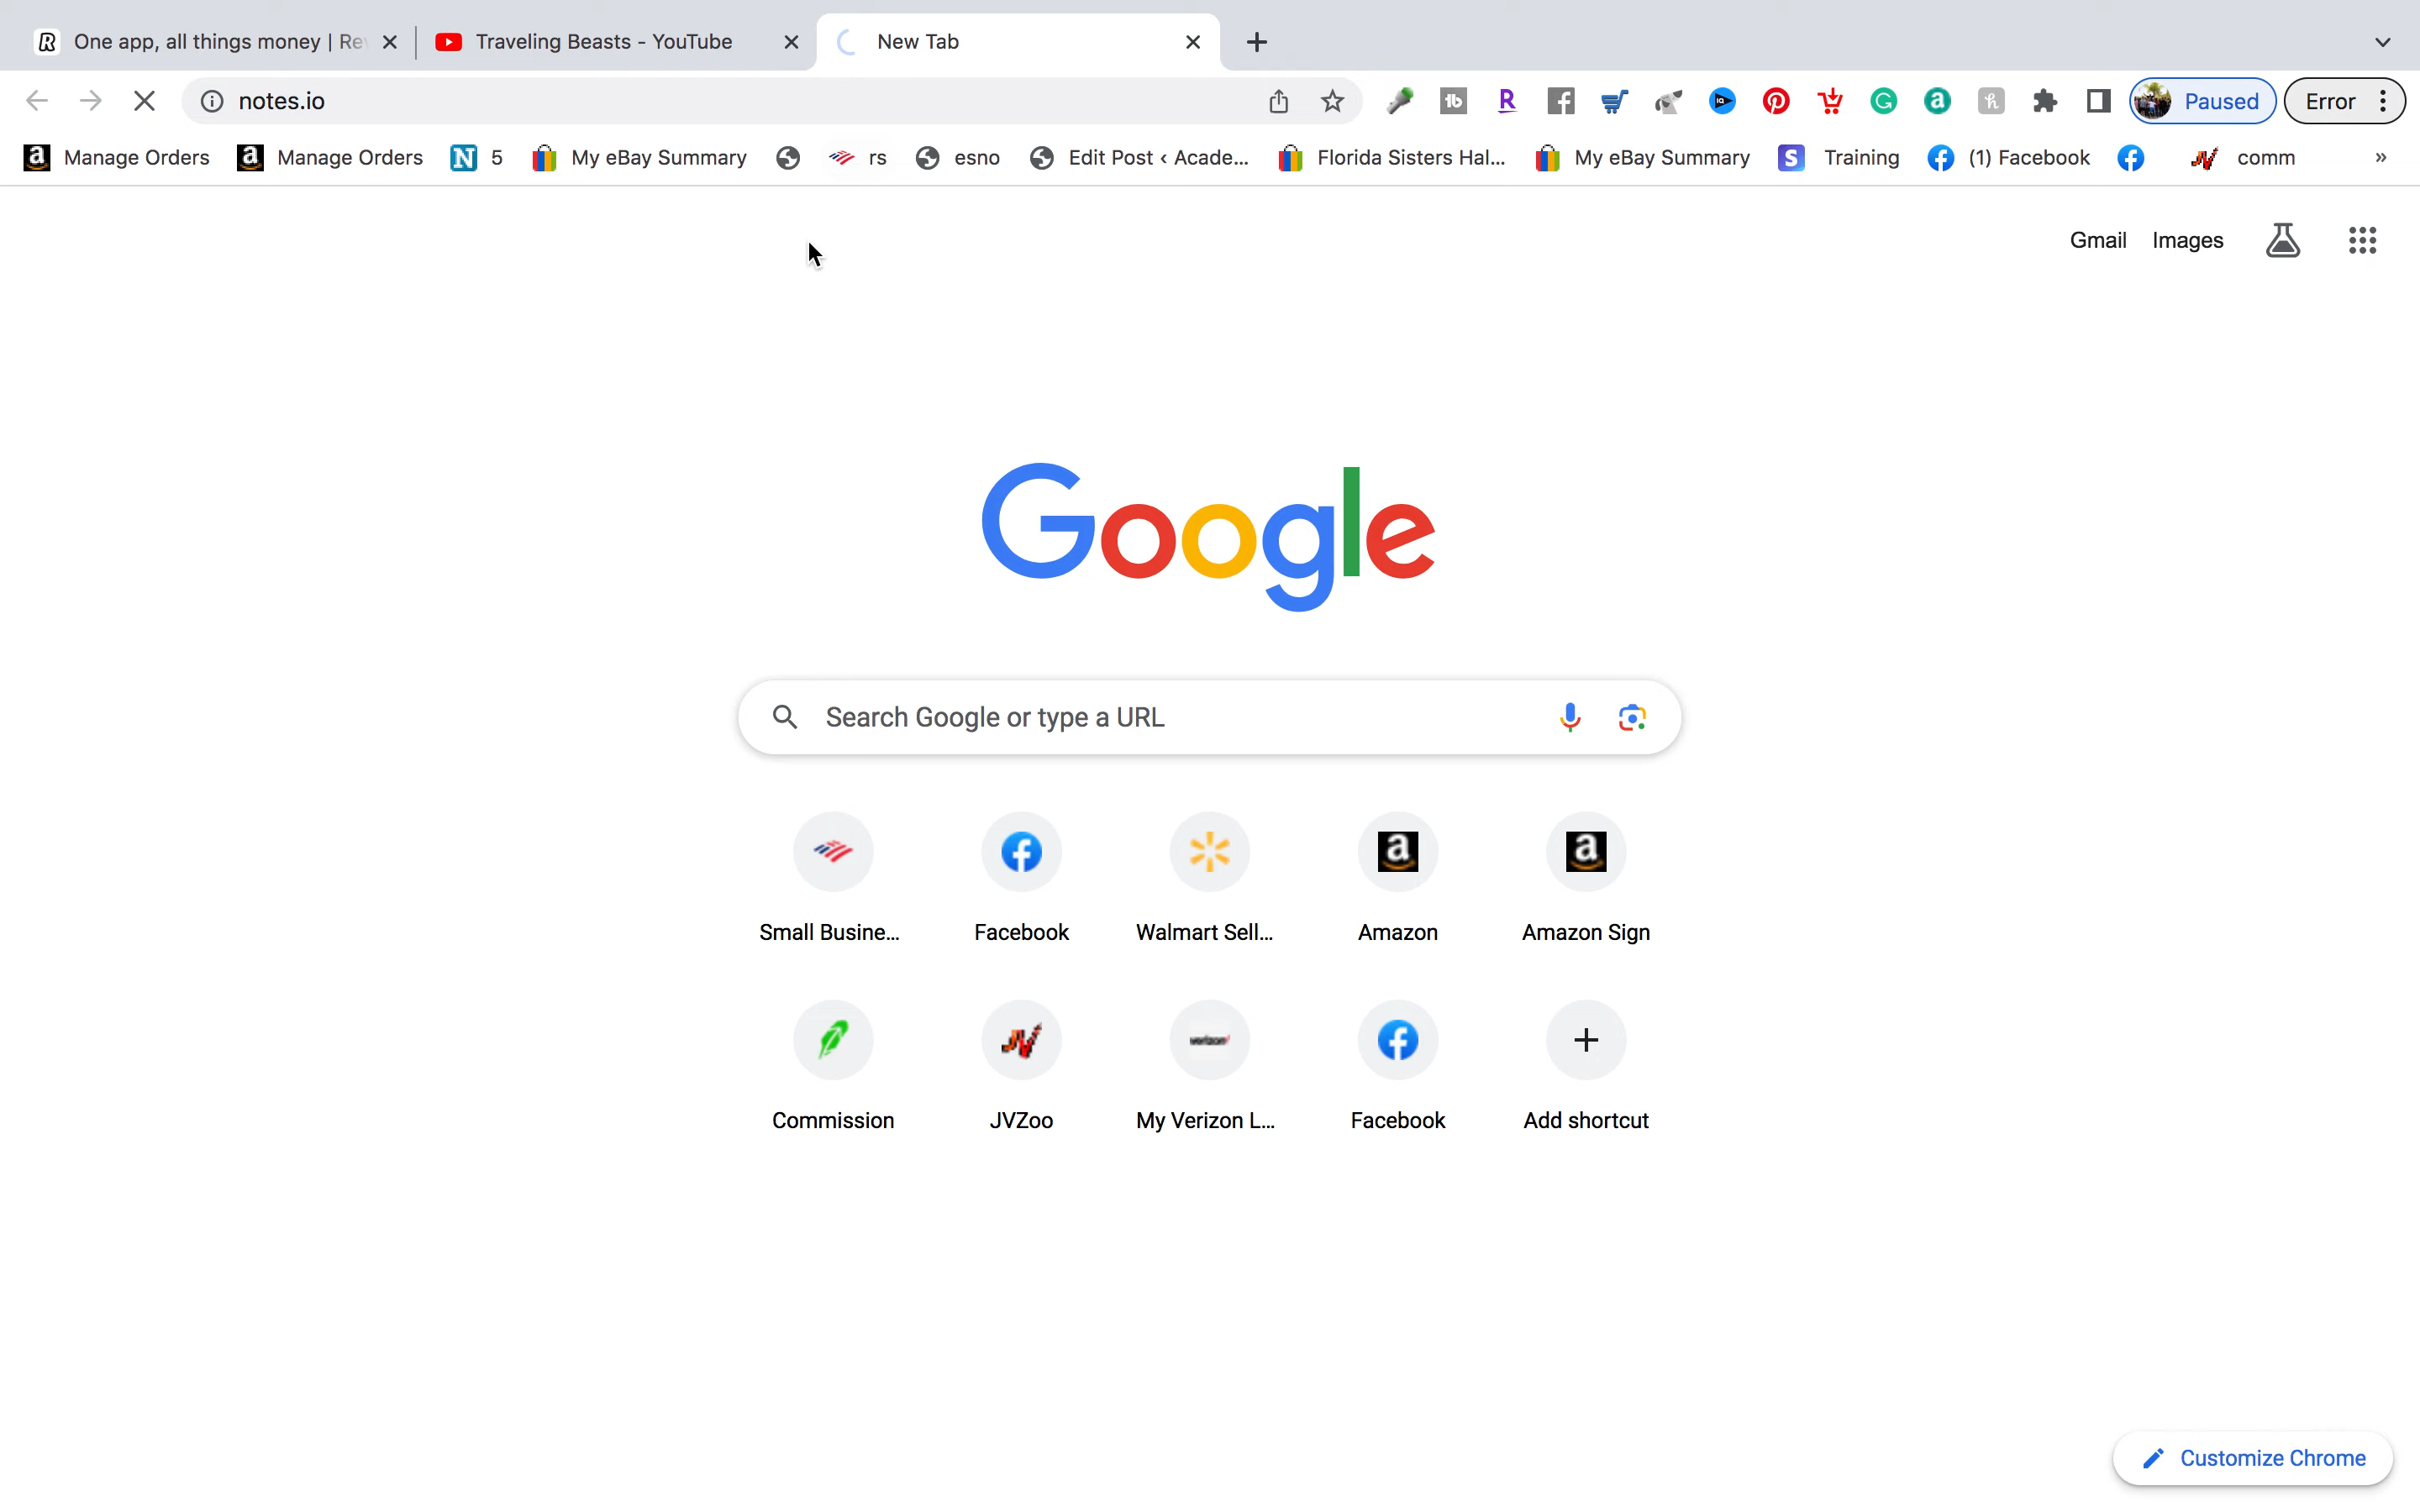 One app, all things money | Re
Traveling Beasts - YouTube
New Tab
notes.io
Paused
Error
Manage Orders
Manage Orders
5
My eBay Summary
rs
esno
Edit Post ‹ Acade...
Florida Sisters Hal...
My eBay Summary
Training
(1) Facebook
comm
»
Gmail
Images
Google
Search Google or type a URL
Small Busine...
Facebook
Walmart Sell...
Amazon
Amazon Sign
verizon
Commission
JVZoo
My Verizon L...
Facebook
Add shortcut
Customize Chrome